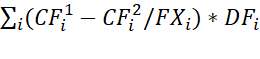 ∑ᵢ(CFᵢ¹ − CFᵢ²/FXᵢ) ∗ DFᵢ